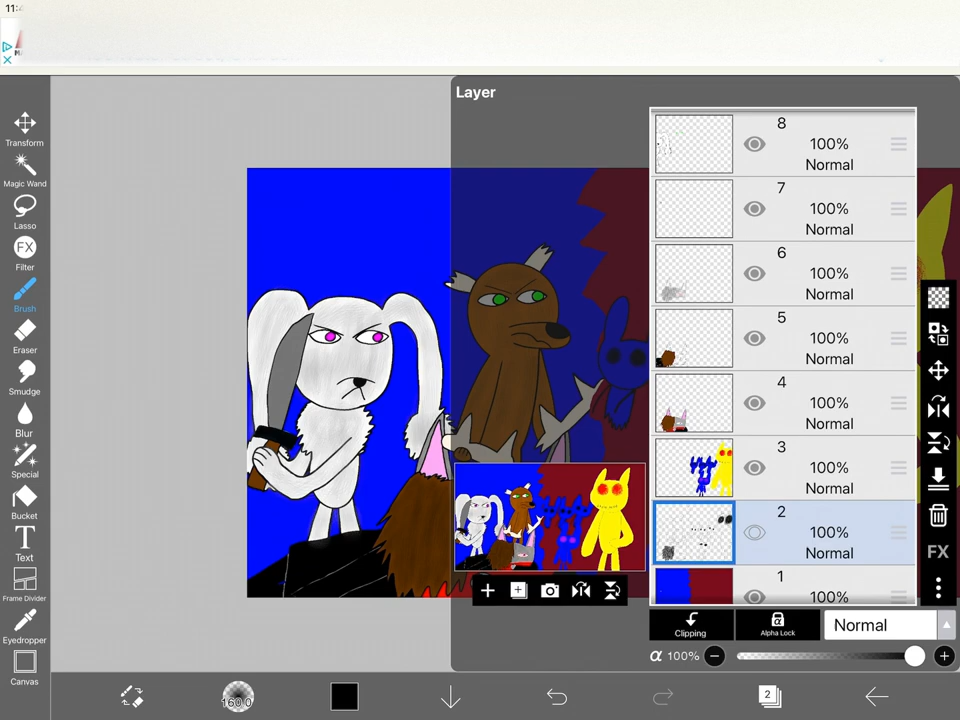 Layer
Transform
Magic Wand
Lasso
FX
Filter
Brush
Eraser
Smudge
Blur
Special
Bucket
T
Text
Frame Divider
Eyedropper
Canvas
8
100%
Normal
7
100%
Normal
6
100%
Normal
5
100%
Normal
4
100%
Normal
3
100%
Normal
2
100%
Normal
1
100%
FX
Clipping
Alpha Lock
Normal
α 100%
160.0
2